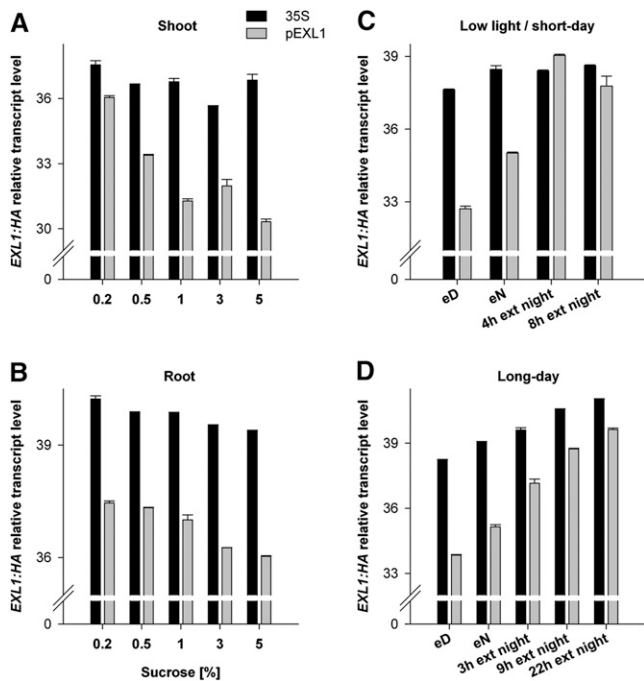 A
Shoot
35S
pEXL1
EXL1:HA relative transcript level
36
33
30
0
0.2 0.5 1 3 5
C
Low light / short-day
EXL1:HA relative transcript level
39
36
33
0
eD eN 4h ext night 8h ext night
B
Root
EXL1:HA relative transcript level
39
36
0
0.2 0.5 1 3 5
Sucrose [%]
D
Long-day
EXL1:HA relative transcript level
39
36
33
0
eD eN 3h ext night 9h ext night 22h ext night